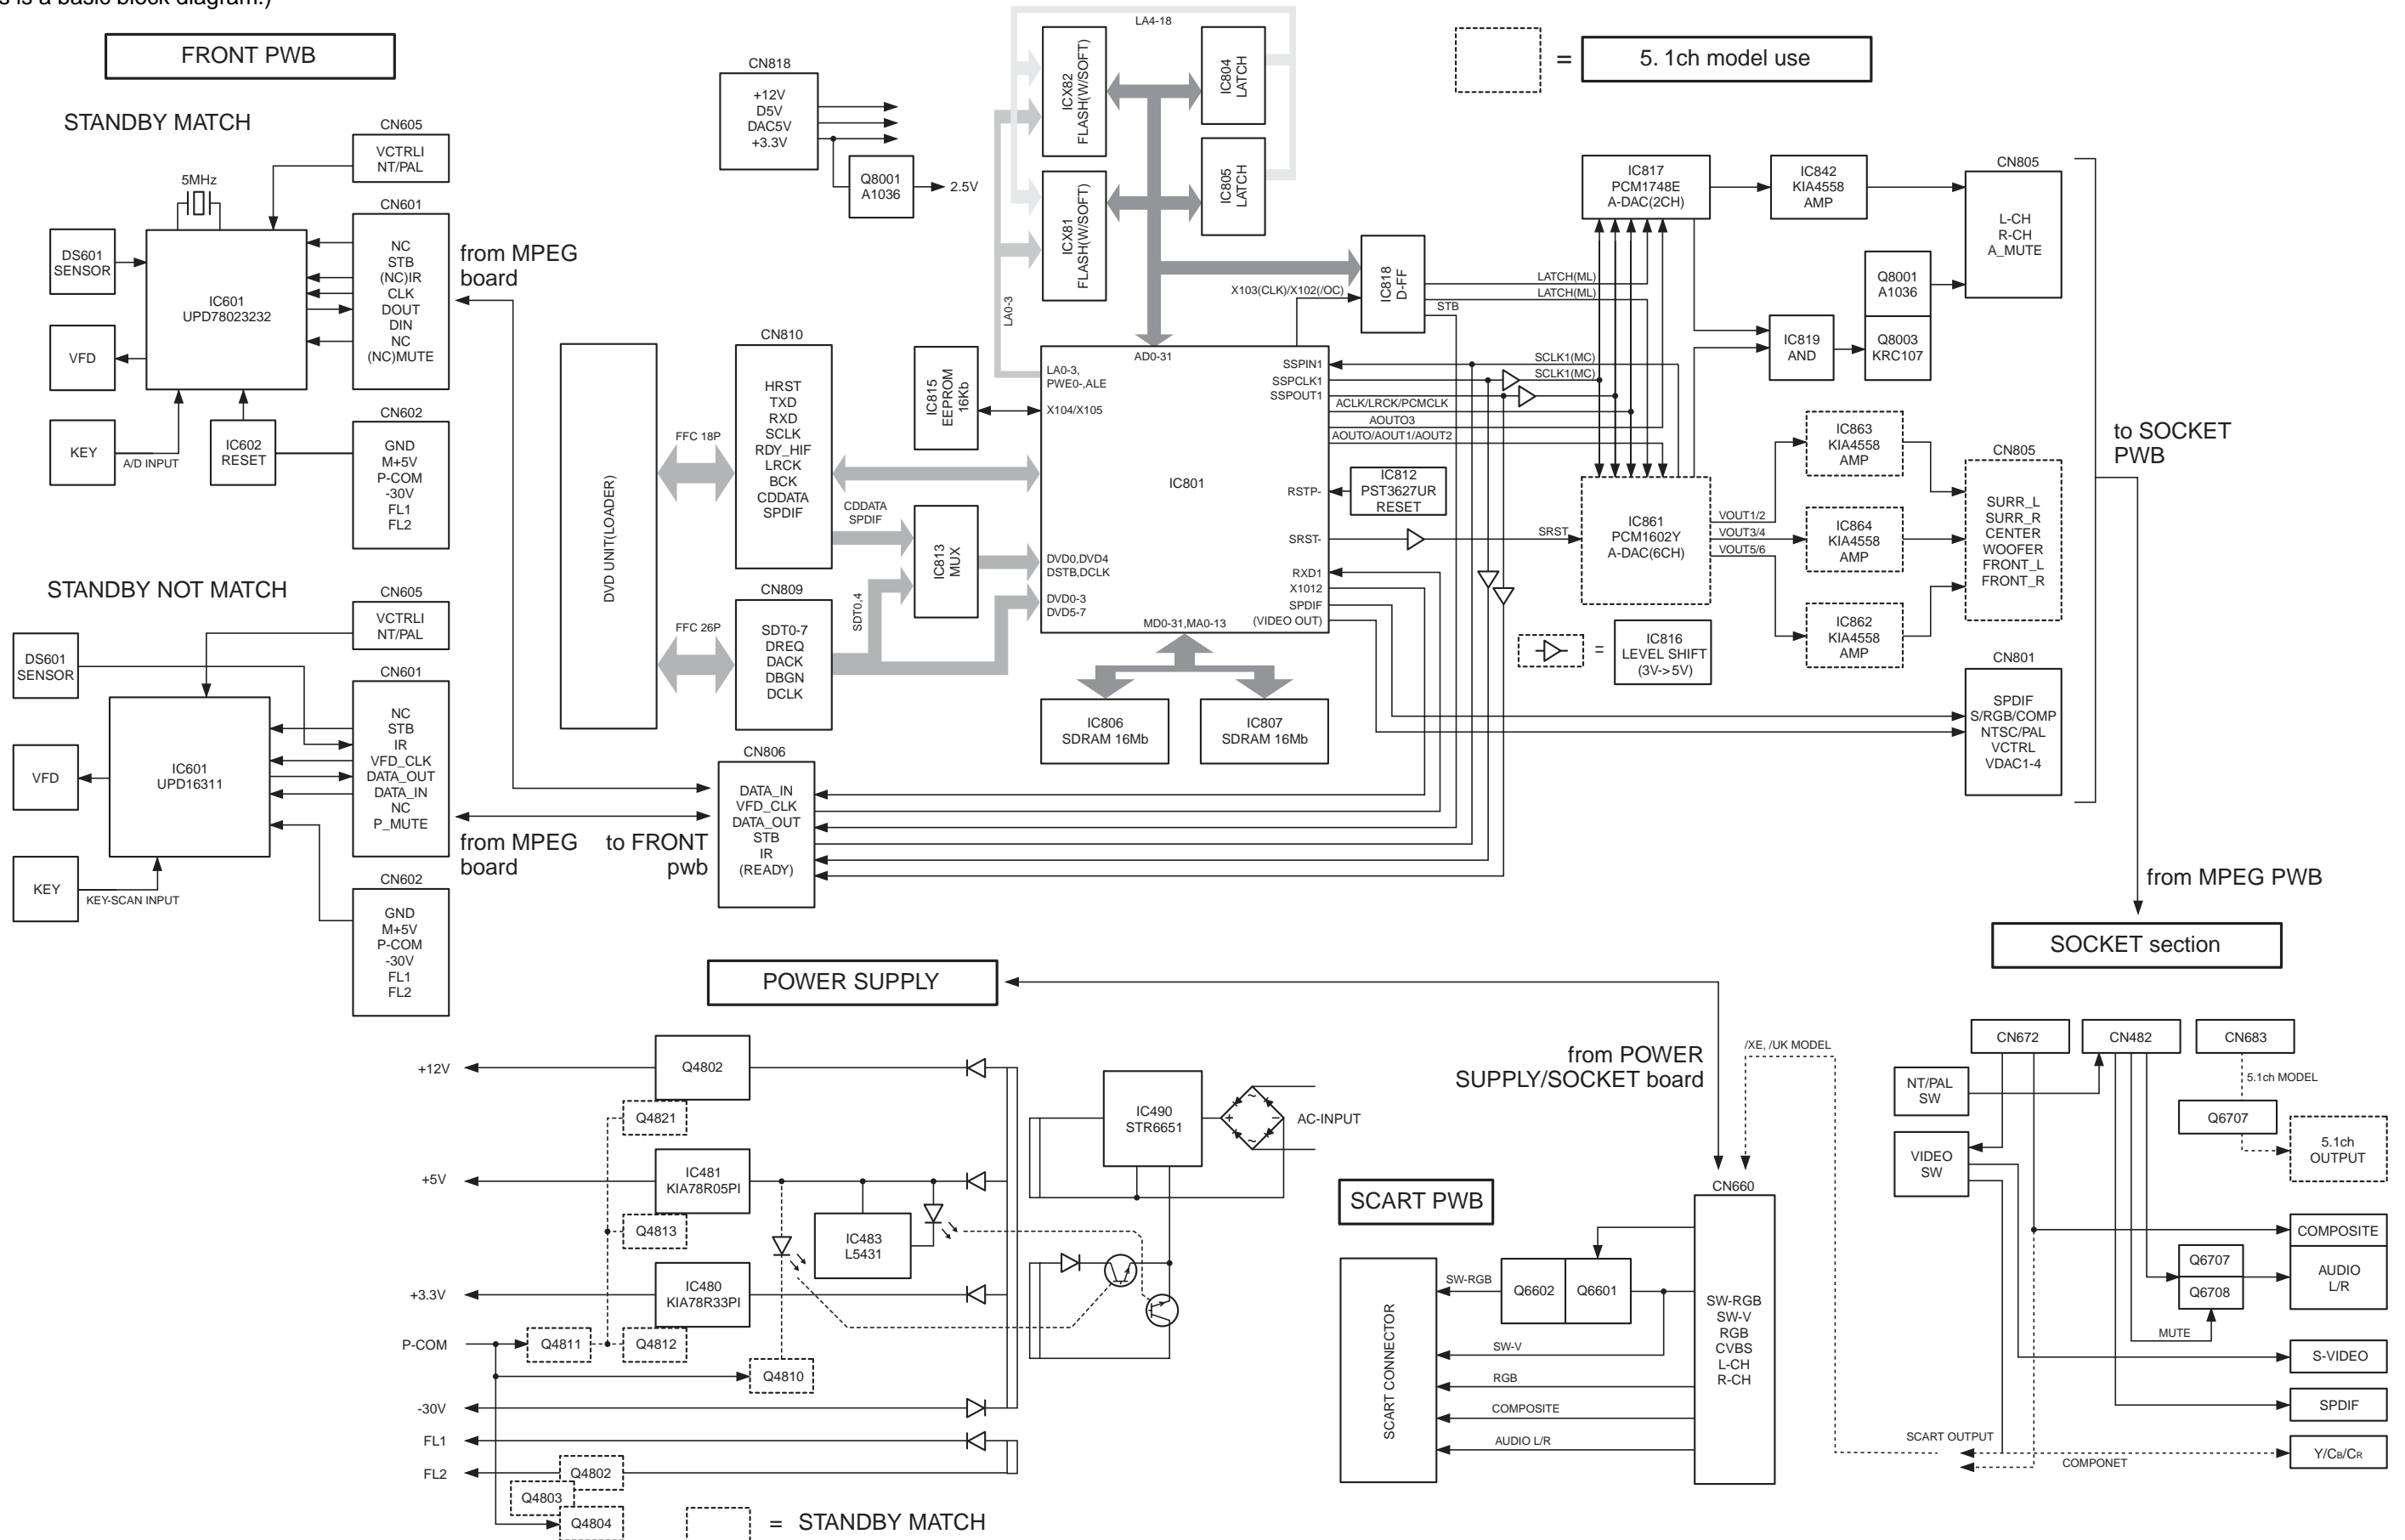 s is a basic block diagram.)
FRONT PWB
STANDBY MATCH
5MHz
DS601
SENSOR
VFD
KEY
A/D INPUT
IC601
UPD78023232
IC602
RESET
CN605
VCTRLI
NT/PAL
CN601
NC
STB
(NC)IR
CLK
DOUT
DIN
NC
(NC)MUTE
CN602
GND
M+5V
P-COM
-30V
FL1
FL2
from MPEG
board
STANDBY NOT MATCH
DS601
SENSOR
VFD
KEY
KEY-SCAN INPUT
IC601
UPD16311
CN605
VCTRLI
NT/PAL
CN601
NC
STB
IR
VFD_CLK
DATA_OUT
DATA_IN
NC
P_MUTE
CN602
GND
M+5V
P-COM
-30V
FL1
FL2
from MPEG
board
to FRONT
pwb
CN818
+12V
D5V
DAC5V
+3.3V
Q8001
A1036
2.5V
LA4-18
ICX82
FLASH(W/SOFT)
IC804
LATCH
ICX81
FLASH(W/SOFT)
IC805
LATCH
LA0-3
DVD UNIT(LOADER)
FFC 18P
FFC 26P
CN810
HRST
TXD
RXD
SCLK
RDY_HIF
LRCK
BCK
CDDATA
SPDIF
CN809
SDT0-7
DREQ
DACK
DBGN
DCLK
CDDATA
SPDIF
SDT0,4
IC813
MUX
IC815
EEPROM
16Kb
AD0-31
LA0-3,
PWE0-,ALE
X104/X105
IC801
DVD0,DVD4
DSTB,DCLK
DVD0-3
DVD5-7
MD0-31,MA0-13
SSPIN1
SSPCLK1
SSPOUT1
RSTP-
SRST-
RXD1
X1012
SPDIF
(VIDEO OUT)
IC806
SDRAM 16Mb
IC807
SDRAM 16Mb
CN806
DATA_IN
VFD_CLK
DATA_OUT
STB
IR
(READY)
X103(CLK)/X102(/OC)
IC818
D-FF
LATCH(ML)
LATCH(ML)
STB
SCLK1(MC)
SCLK1(MC)
ACLK/LRCK/PCMCLK
AOUTO3
AOUTO/AOUT1/AOUT2
IC812
PST3627UR
RESET
SRST
= 5. 1ch model use
IC817
PCM1748E
A-DAC(2CH)
IC842
KIA4558
AMP
CN805
L-CH
R-CH
A_MUTE
Q8001
A1036
Q8003
KRC107
IC819
AND
IC861
PCM1602Y
A-DAC(6CH)
VOUT1/2
VOUT3/4
VOUT5/6
IC863
KIA4558
AMP
IC864
KIA4558
AMP
IC862
KIA4558
AMP
CN805
SURR_L
SURR_R
CENTER
WOOFER
FRONT_L
FRONT_R
=
IC816
LEVEL SHIFT
(3V->5V)
CN801
SPDIF
S/RGB/COMP
NTSC/PAL
VCTRL
VDAC1-4
to SOCKET
PWB
from MPEG PWB
SOCKET section
POWER SUPPLY
+12V
Q4802
Q4821
+5V
IC481
KIA78R05PI
Q4813
+3.3V
IC480
KIA78R33PI
P-COM
Q4811
Q4812
Q4810
-30V
FL1
FL2
Q4802
Q4803
Q4804
= STANDBY MATCH
IC483
L5431
IC490
STR6651
+
~
~
−
AC-INPUT
from POWER
SUPPLY/SOCKET board
/XE, /UK MODEL
SCART PWB
SCART CONNECTOR
SW-RGB
Q6602
Q6601
SW-V
RGB
COMPOSITE
AUDIO L/R
CN660
SW-RGB
SW-V
RGB
CVBS
L-CH
R-CH
CN672
CN482
CN683
NT/PAL
SW
VIDEO
SW
5.1ch MODEL
Q6707
5.1ch
OUTPUT
COMPOSITE
Q6707
Q6708
AUDIO
L/R
MUTE
S-VIDEO
SPDIF
SCART OUTPUT
COMPONET
Y/CB/CR